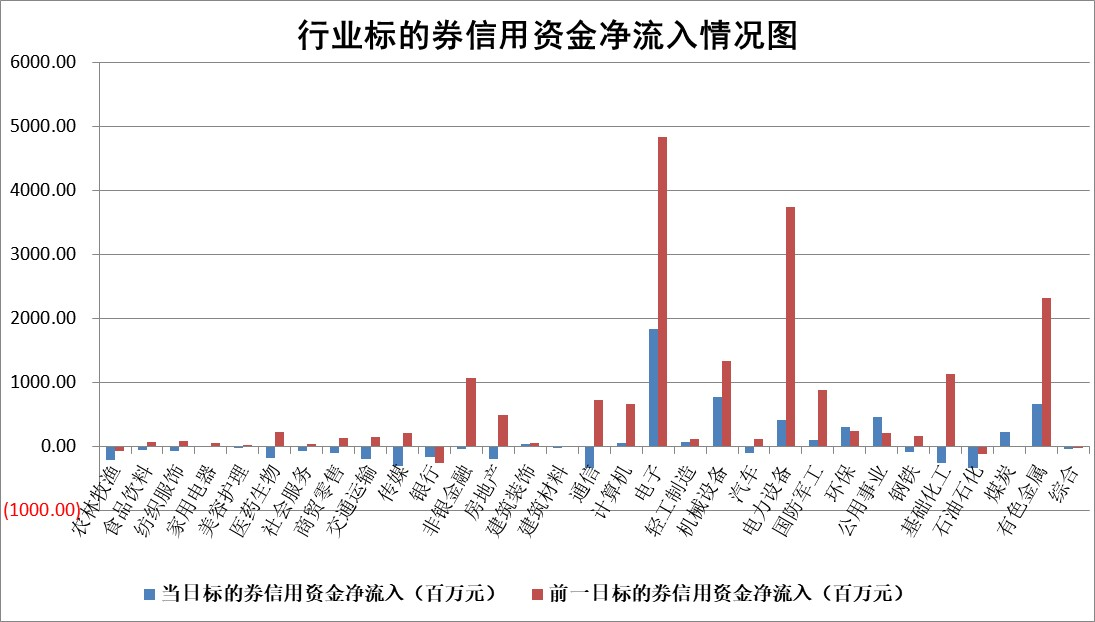 行业标的券信用资金净流入情况图
6000.00
5000.00
4000.00
3000.00
2000.00
1000.00
0.00
(1000.00)
农林牧渔
食品饮料
纺织服饰
家用电器
美容护理
医药生物
社会服务
商贸零售
交通运输
传媒
银行
非银金融
房地产
建筑装饰
建筑材料
通信
计算机
电子
轻工制造
机械设备
汽车
电力设备
国防军工
环保
公用事业
钢铁
基础化工
石油石化
煤炭
有色金属
综合
当日标的券信用资金净流入（百万元）
前一日标的券信用资金净流入（百万元）